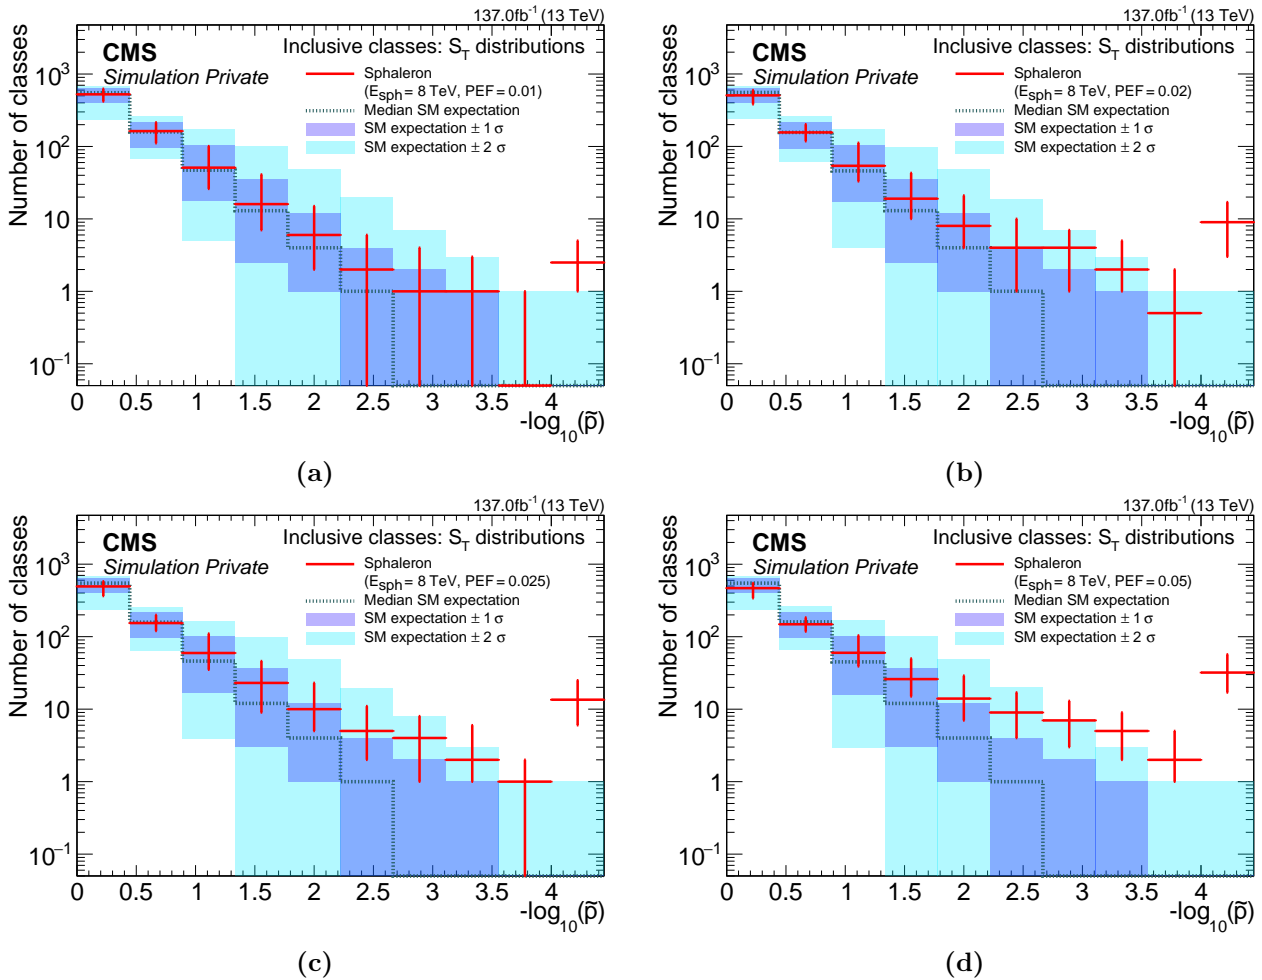 137.0fb⁻¹ (13 TeV)
CMS
Simulation Private
Inclusive classes: S_T distributions
Sphaleron
(E_sph = 8 TeV, PEF = 0.01)
Median SM expectation
SM expectation ± 1 σ
SM expectation ± 2 σ
Number of classes
10³
10²
10
1
10⁻¹
0 0.5 1 1.5 2 2.5 3 3.5 4
-log₁₀(p̃)
(a)
137.0fb⁻¹ (13 TeV)
CMS
Simulation Private
Inclusive classes: S_T distributions
Sphaleron
(E_sph = 8 TeV, PEF = 0.02)
Median SM expectation
SM expectation ± 1 σ
SM expectation ± 2 σ
Number of classes
10³
10²
10
1
10⁻¹
0 0.5 1 1.5 2 2.5 3 3.5 4
-log₁₀(p̃)
(b)
137.0fb⁻¹ (13 TeV)
CMS
Simulation Private
Inclusive classes: S_T distributions
Sphaleron
(E_sph = 8 TeV, PEF = 0.025)
Median SM expectation
SM expectation ± 1 σ
SM expectation ± 2 σ
Number of classes
10³
10²
10
1
10⁻¹
0 0.5 1 1.5 2 2.5 3 3.5 4
-log₁₀(p̃)
(c)
137.0fb⁻¹ (13 TeV)
CMS
Simulation Private
Inclusive classes: S_T distributions
Sphaleron
(E_sph = 8 TeV, PEF = 0.05)
Median SM expectation
SM expectation ± 1 σ
SM expectation ± 2 σ
Number of classes
10³
10²
10
1
10⁻¹
0 0.5 1 1.5 2 2.5 3 3.5 4
-log₁₀(p̃)
(d)